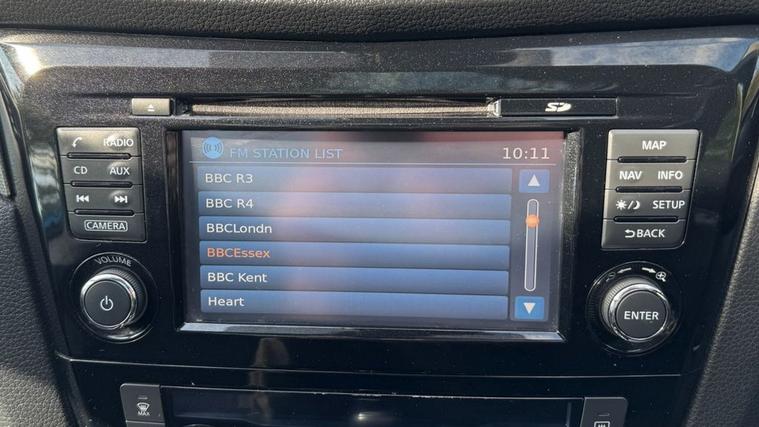 SD
RADIO
CD AUX
CAMERA
VOLUME
FM STATION LIST 10:11
BBC R3
BBC R4
BBCLondn
BBCEssex
BBC Kent
Heart
MAP
NAV INFO
SETUP
BACK
ENTER
MAX